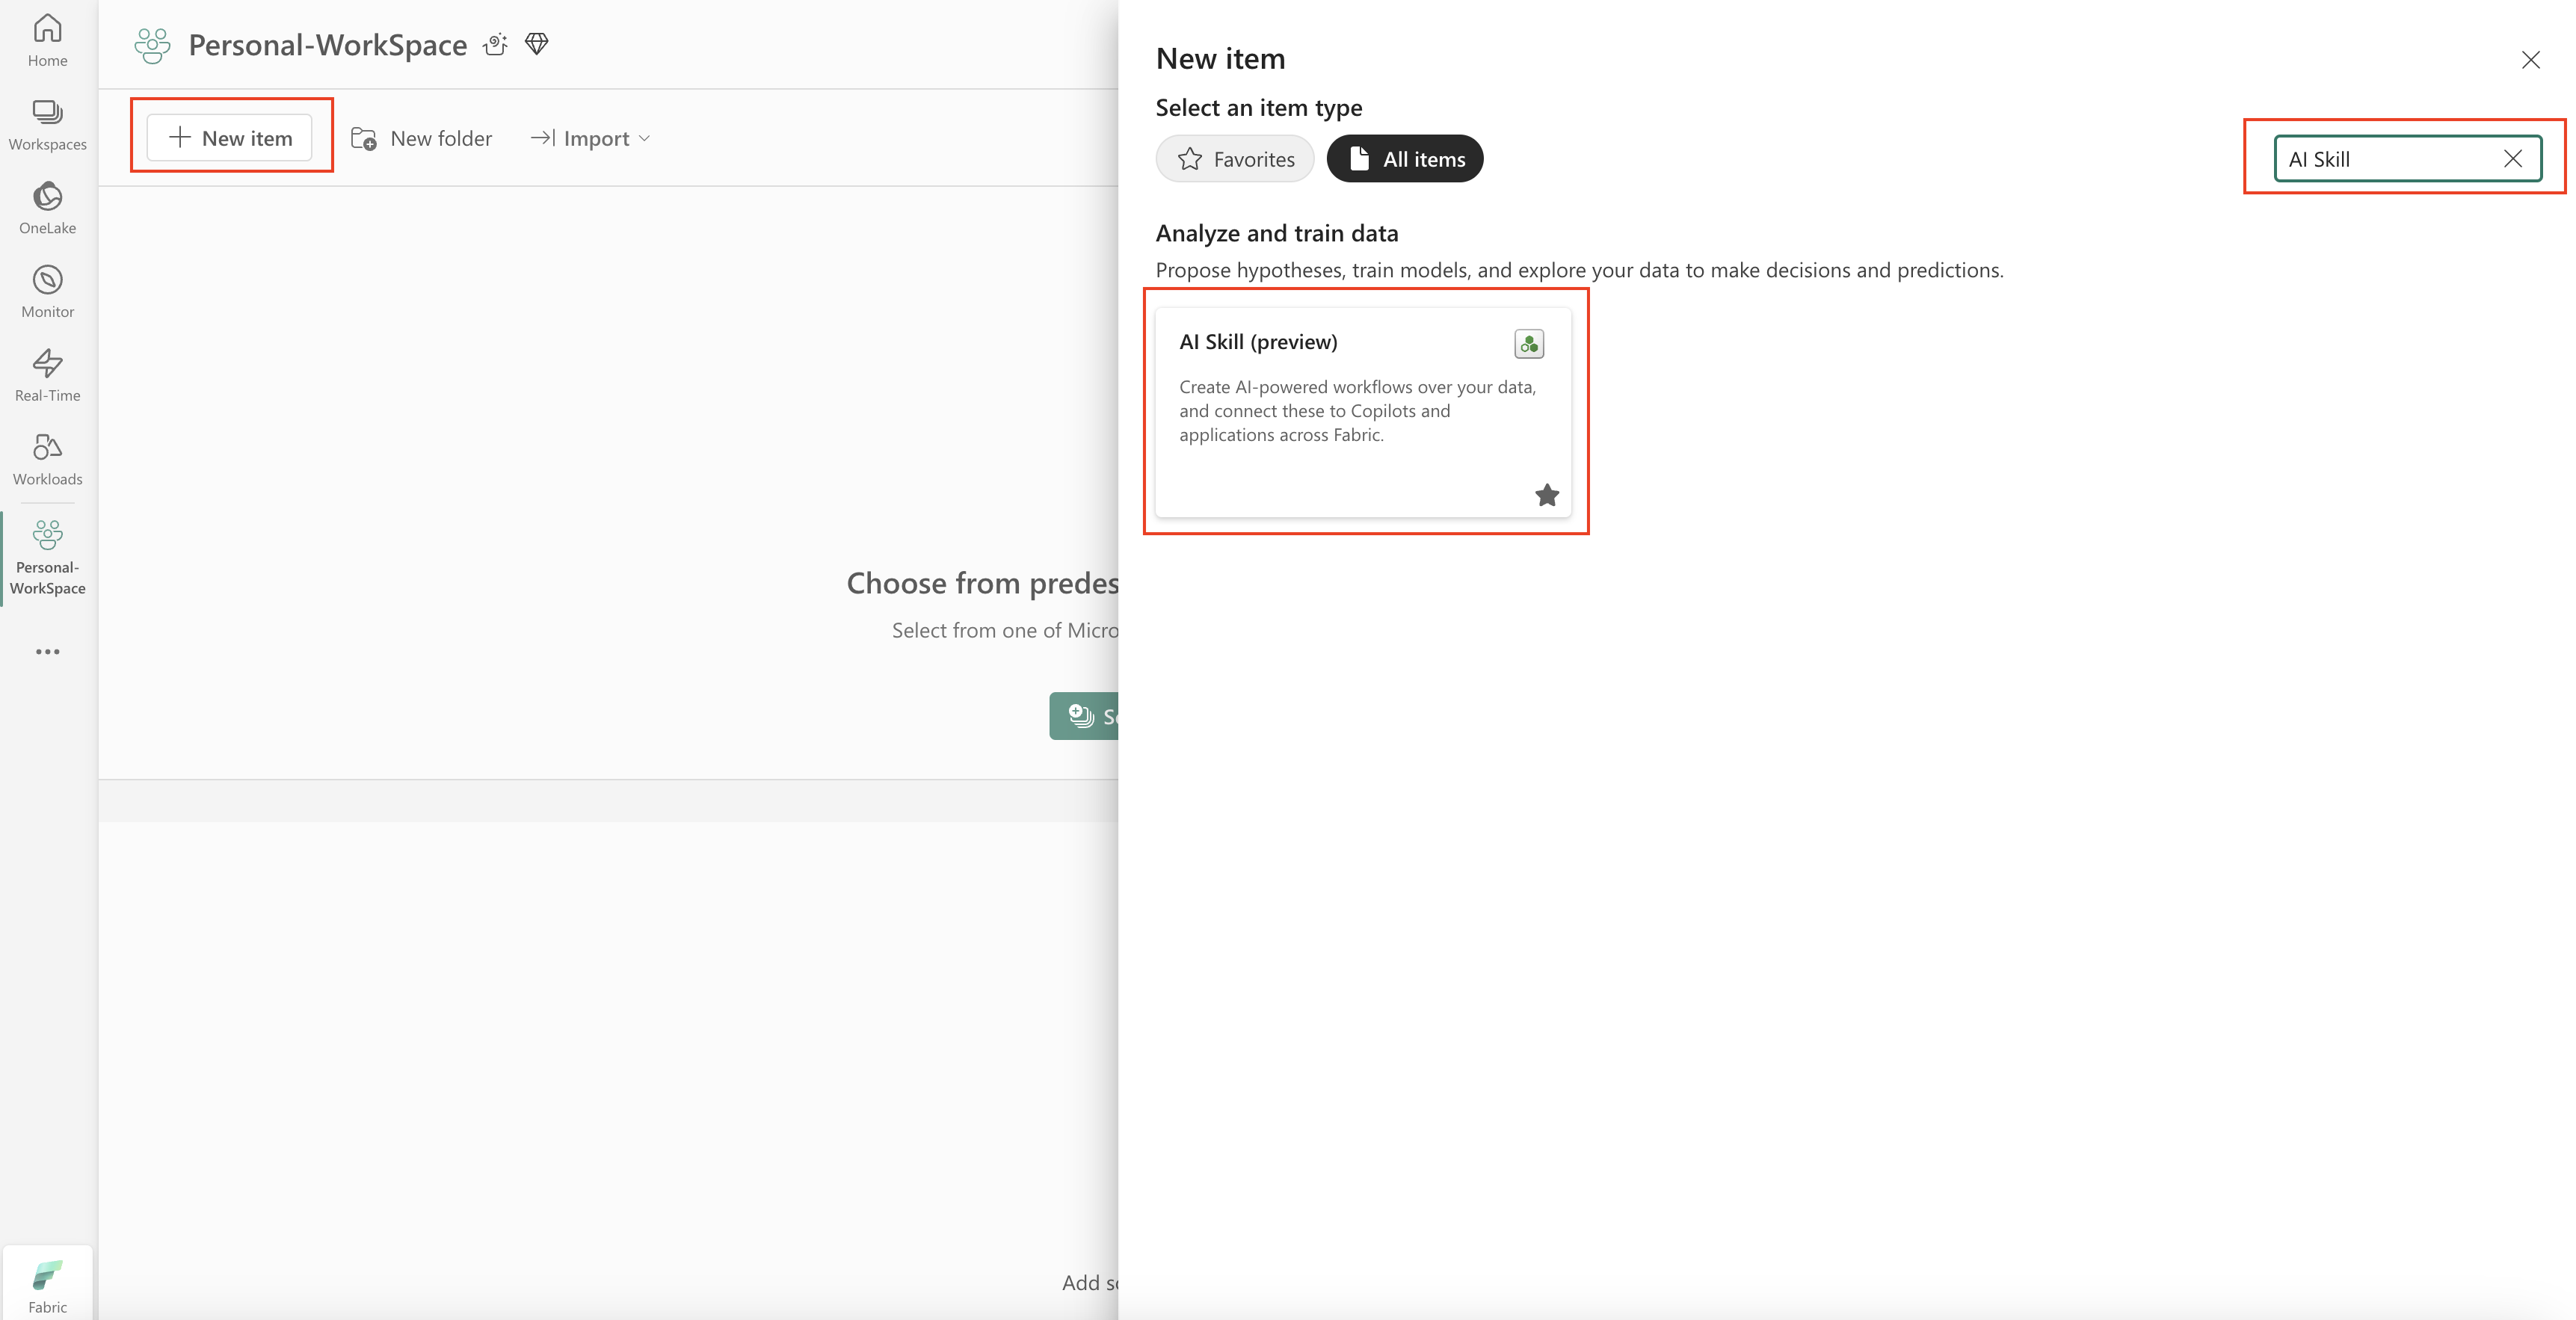 Home
Workspaces
OneLake
Monitor
Real-Time
Workloads
Personal-
WorkSpace
Fabric
Personal-WorkSpace
New item
New folder
Import
Choose from predes
Select from one of Micro
Add
New item
Select an item type
Favorites
All items
AI Skill
Analyze and train data
Propose hypotheses, train models, and explore your data to make decisions and predictions.
AI Skill (preview)
Create AI-powered workflows over your data,
and connect these to Copilots and
applications across Fabric.